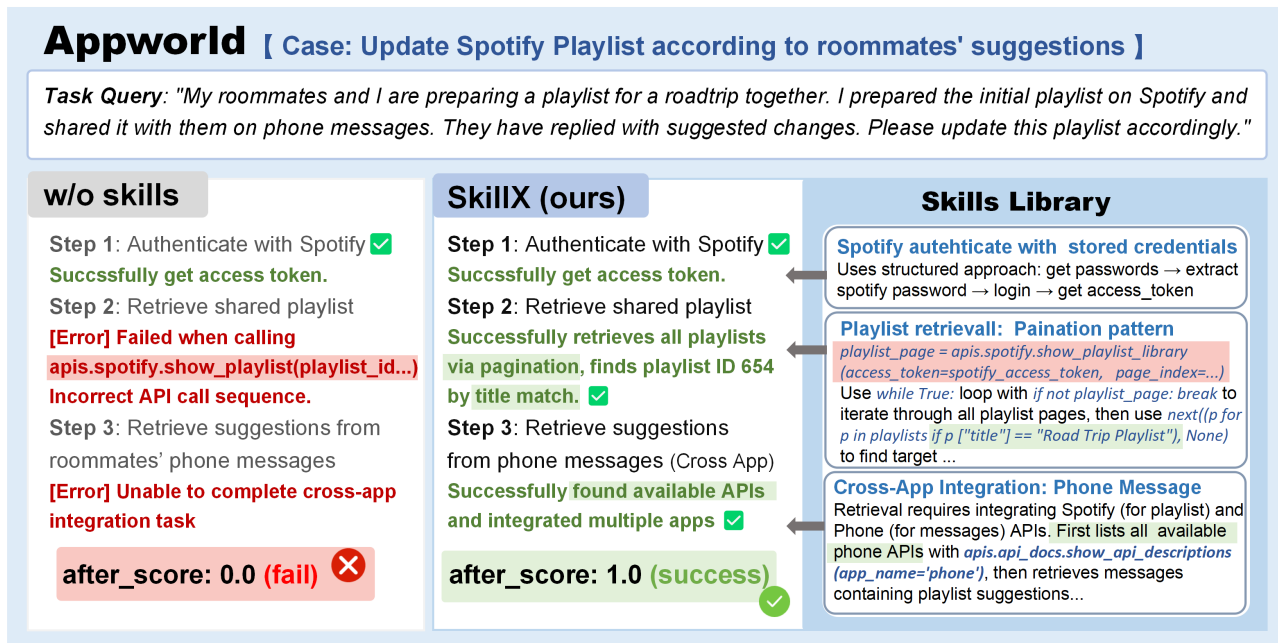 Appworld 【 Case: Update Spotify Playlist according to roommates' suggestions 】
Task Query: "My roommates and I are preparing a playlist for a roadtrip together. I prepared the initial playlist on Spotify and
shared it with them on phone messages. They have replied with suggested changes. Please update this playlist accordingly."
w/o skills
Step 1: Authenticate with Spotify
Succssfully get access token.
Step 2: Retrieve shared playlist
[Error] Failed when calling
apis.spotify.show_playlist(playlist_id...)
Incorrect API call sequence.
Step 3: Retrieve suggestions from
roommates’ phone messages
[Error] Unable to complete cross-app
integration task
after_score: 0.0 (fail)
SkillX (ours)
Step 1: Authenticate with Spotify
Succssfully get access token.
Step 2: Retrieve shared playlist
Successfully retrieves all playlists
via pagination, finds playlist ID 654
by title match.
Step 3: Retrieve suggestions
from phone messages (Cross App)
Successfully found available APIs
and integrated multiple apps
after_score: 1.0 (success)
Skills Library
Spotify autehticate with stored credentials
Uses structured approach: get passwords → extract
spotify password → login → get access_token
Playlist retrievall: Paination pattern
playlist_page = apis.spotify.show_playlist_library
(access_token=spotify_access_token, page_index=...)
Use while True: loop with if not playlist_page: break to
iterate through all playlist pages, then use next((p for
p in playlists if p ["title"] == "Road Trip Playlist"), None)
to find target ...
Cross-App Integration: Phone Message
Retrieval requires integrating Spotify (for playlist) and
Phone (for messages) APIs. First lists all available
phone APIs with apis.api_docs.show_api_descriptions
(app_name='phone'), then retrieves messages
containing playlist suggestions...